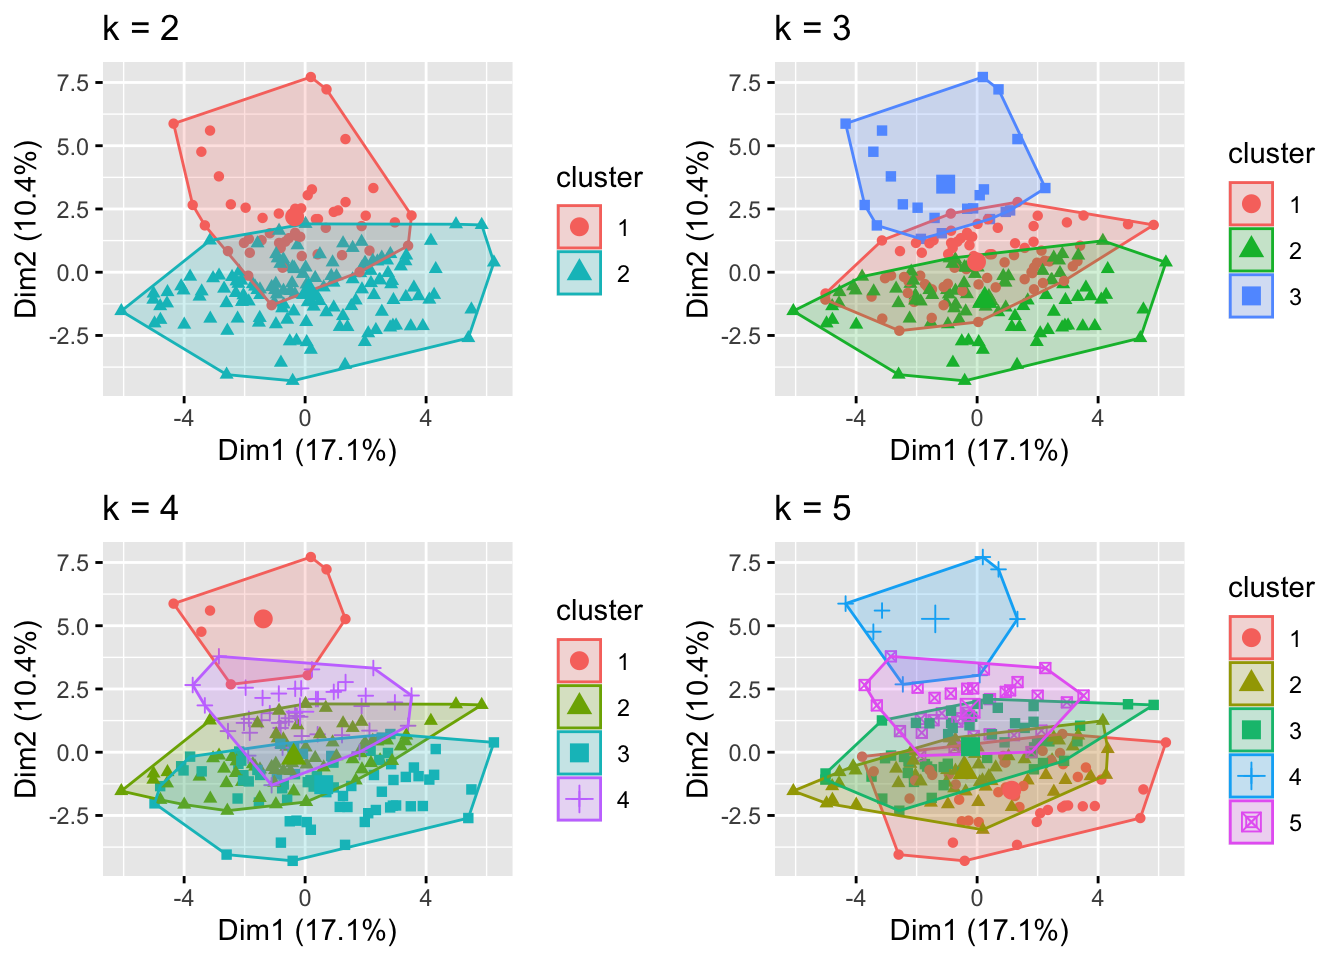 k = 2
7.5
5.0
2.5
0.0
-2.5
-4
0
4
Dim1 (17.1%)
Dim2 (10.4%)
cluster
1
2
k = 3
7.5
5.0
2.5
0.0
-2.5
-4
0
4
Dim1 (17.1%)
Dim2 (10.4%)
cluster
1
2
3
k = 4
7.5
5.0
2.5
0.0
-2.5
-4
0
4
Dim1 (17.1%)
Dim2 (10.4%)
cluster
1
2
3
4
k = 5
7.5
5.0
2.5
0.0
-2.5
-4
0
4
Dim1 (17.1%)
Dim2 (10.4%)
cluster
1
2
3
4
5